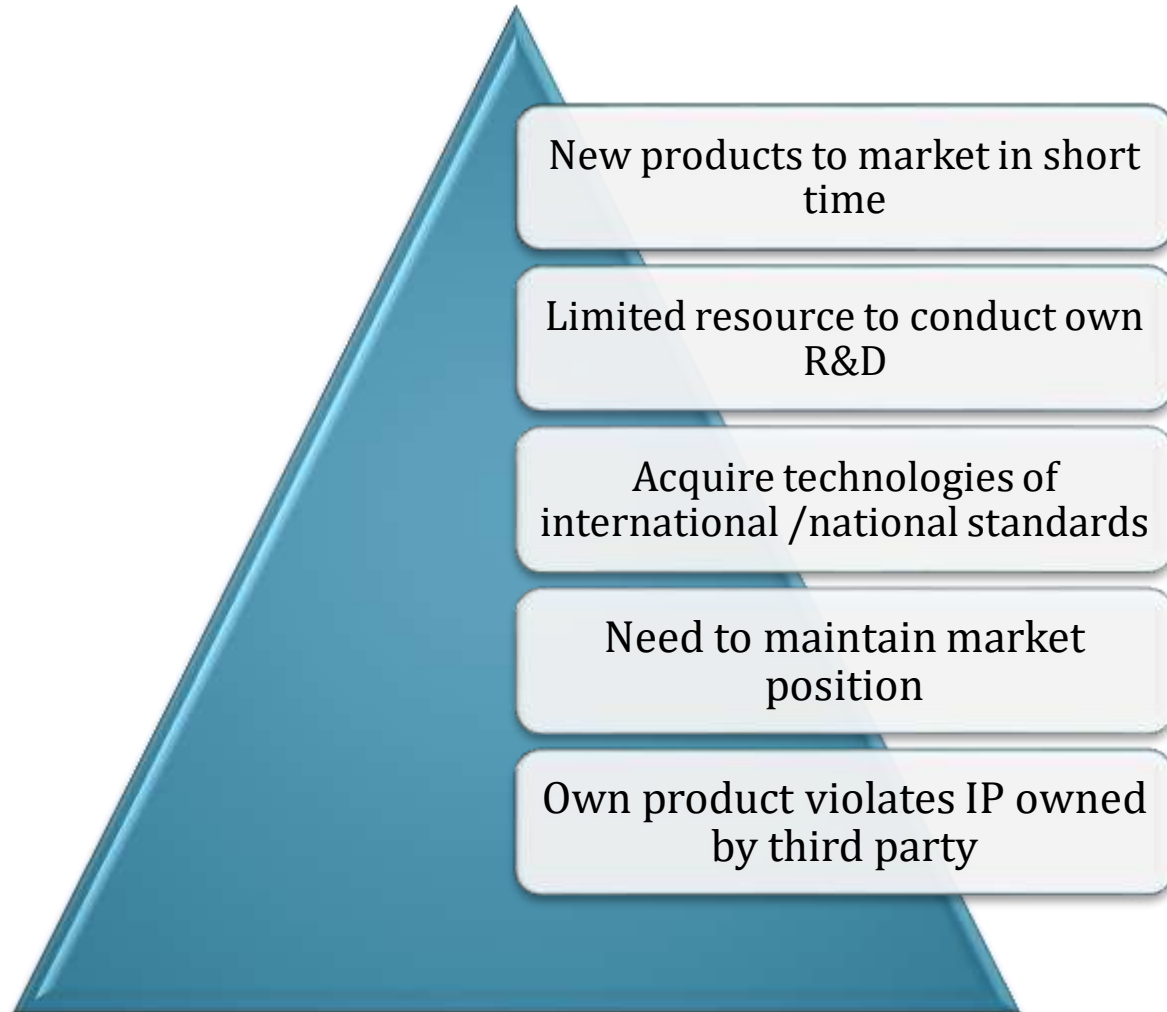 New products to market in short
time
Limited resource to conduct own
R&D
Acquire technologies of
international /national standards
Need to maintain market
position
Own product violates IP owned
by third party